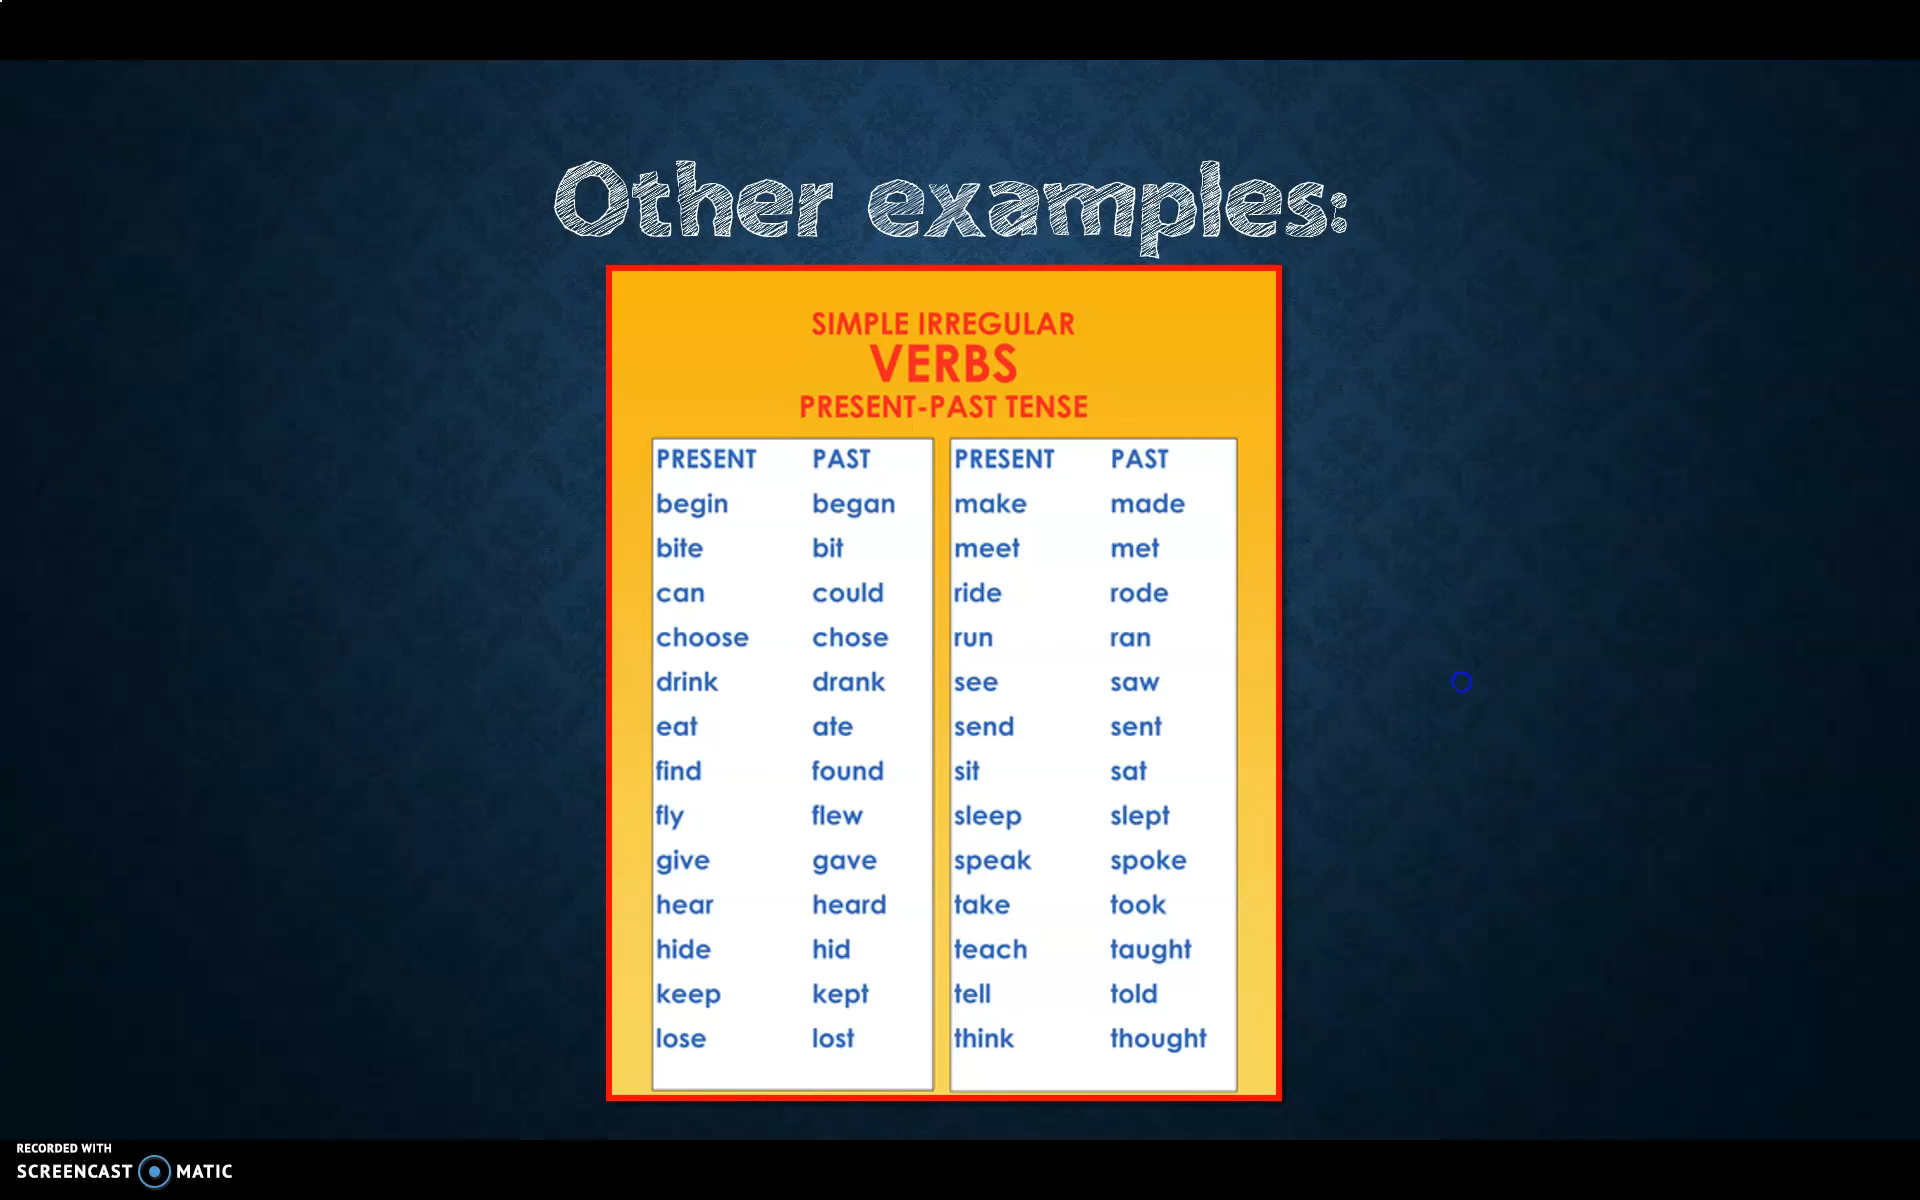 Other examples:
SIMPLE IRREGULAR
VERBS
PRESENT-PAST TENSE
PRESENT PAST
begin began
bite bit
can could
choose chose
drink drank
eat ate
find found
fly flew
give gave
hear heard
hide hid
keep kept
lose lost
PRESENT PAST
make made
meet met
ride rode
run ran
see saw
send sent
sit sat
sleep slept
speak spoke
take took
teach taught
tell told
think thought
RECORDED WITH
SCREENCAST MATIC